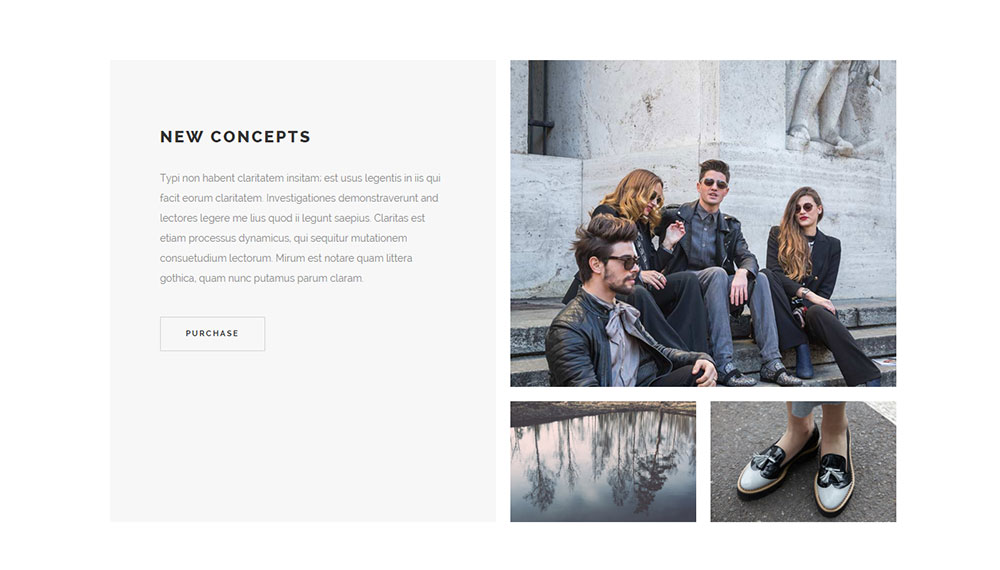 NEW CONCEPTS
Typi non habent claritatem insitam; est usus legentis in iis qui
facit eorum claritatem. Investigationes demonstraverunt and
lectores legere me lius quod ii legunt saepius. Claritas est
etiam processus dynamicus, qui sequitur mutationem
consuetudium lectorum. Mirum est notare quam littera
gothica, quam nunc putamus parum claram.
PURCHASE